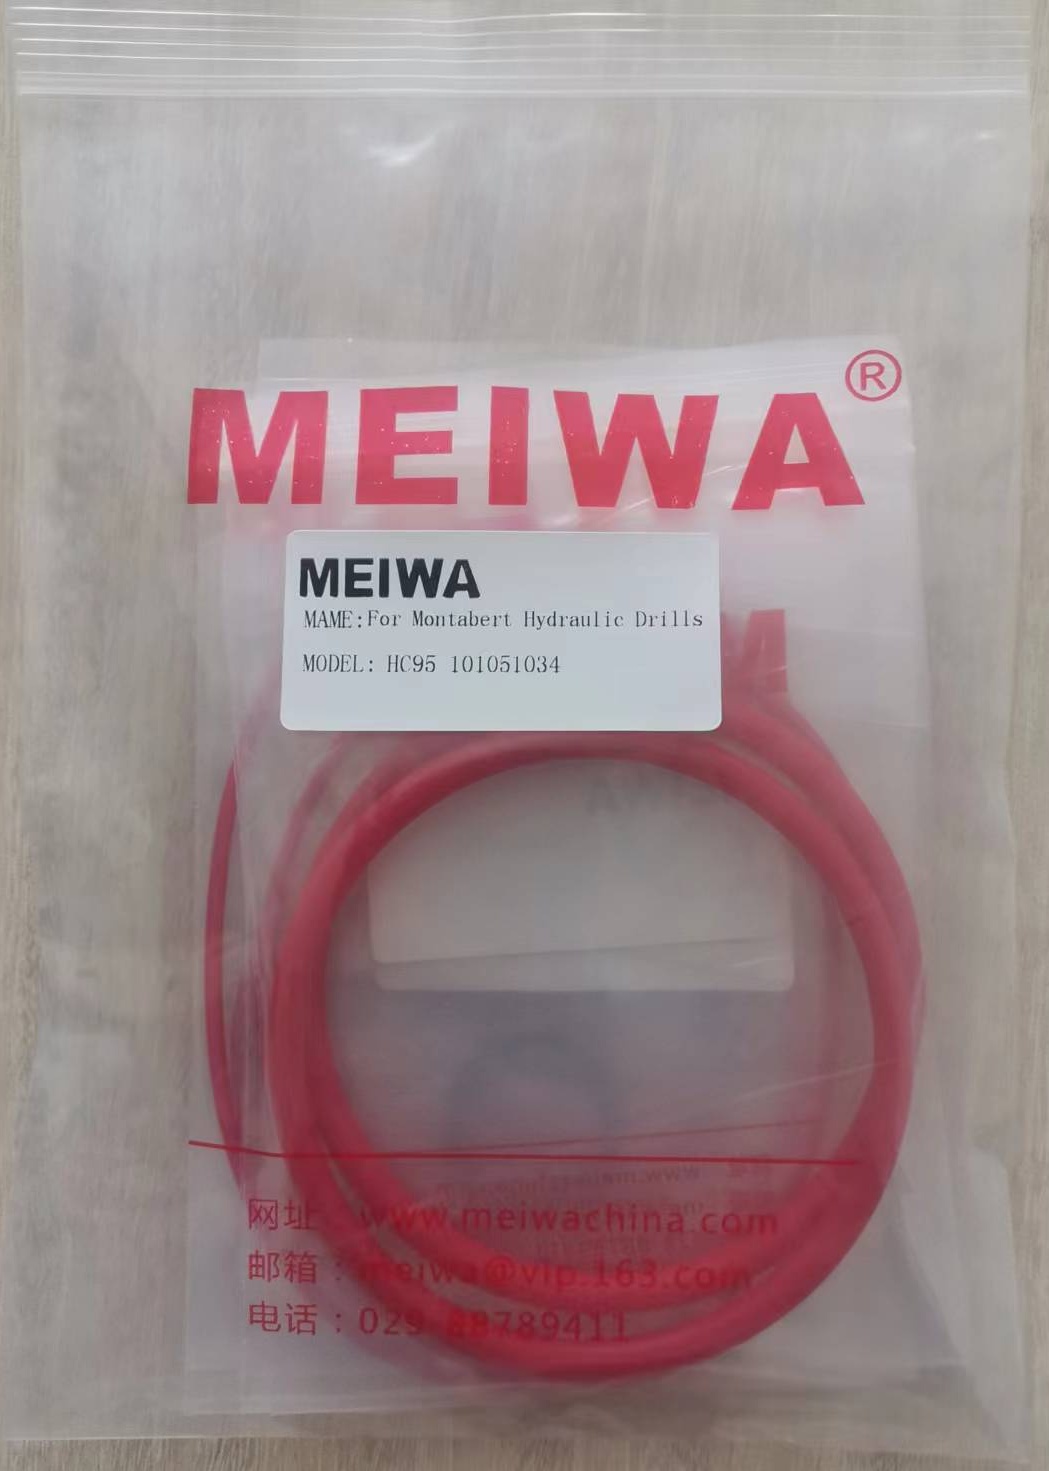 MEIWA®
MEIWA
MAME:For Montabert Hydraulic Drills
MODEL: HC95 101051034
网址：www.meiwachina.com
邮箱：meiwa@vip.163.com
电话：029-88789411